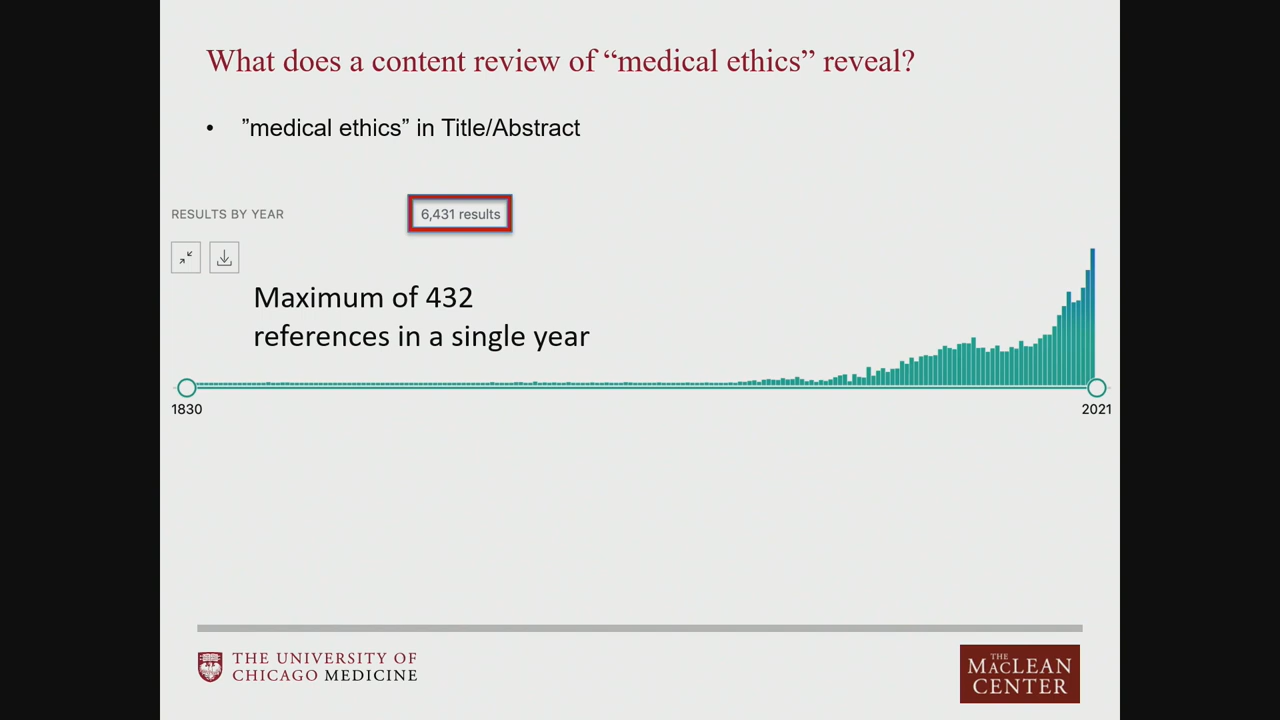 What does a content review of “medical ethics” reveal?
• ”medical ethics” in Title/Abstract
RESULTS BY YEAR
6,431 results
Maximum of 432
references in a single year
1830
2021
THE UNIVERSITY OF
CHICAGO MEDICINE
THE
MACLEAN
CENTER